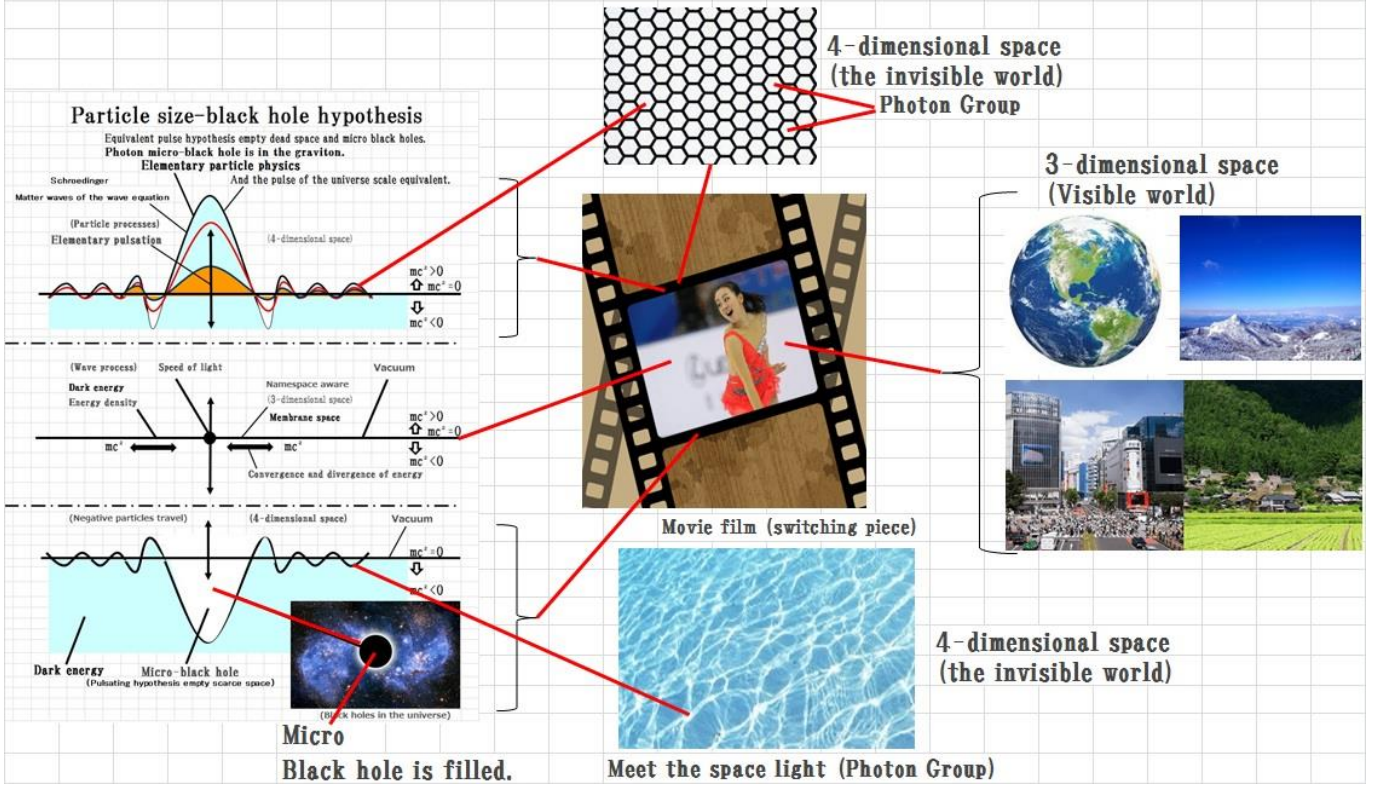 4-dimensional space
(the invisible world)
Photon Group
Particle size-black hole hypothesis
Equivalent pulse hypothesis empty dead space and micro black holes.
Photon micro-black hole is in the graviton.
Elementary particle physics
Schroedinger
And the pulse of the universe scale equivalent.
Matter waves of the wave equation
(Particle processes)
Elementary pulsation
(4-dimensional space)
mc²>0
mc²=0
mc²<0
3-dimensional space
(Visible world)
(Wave process)
Speed of light
Vacuum
Dark energy
Energy density
Namespace aware
(3-dimensional space)
Membrane space
mc²>0
mc²=0
mc²<0
mc²
mc²
Convergence and divergence of energy
(Negative particles travel)
(4-dimensional space)
Vacuum
mc²=0
mc²<0
Movie film (switching piece)
Dark energy
Micro-black hole
(Pulsating hypothesis empty scarce space)
(Black holes in the universe)
4-dimensional space
(the invisible world)
Micro
Black hole is filled.
Meet the space light (Photon Group)